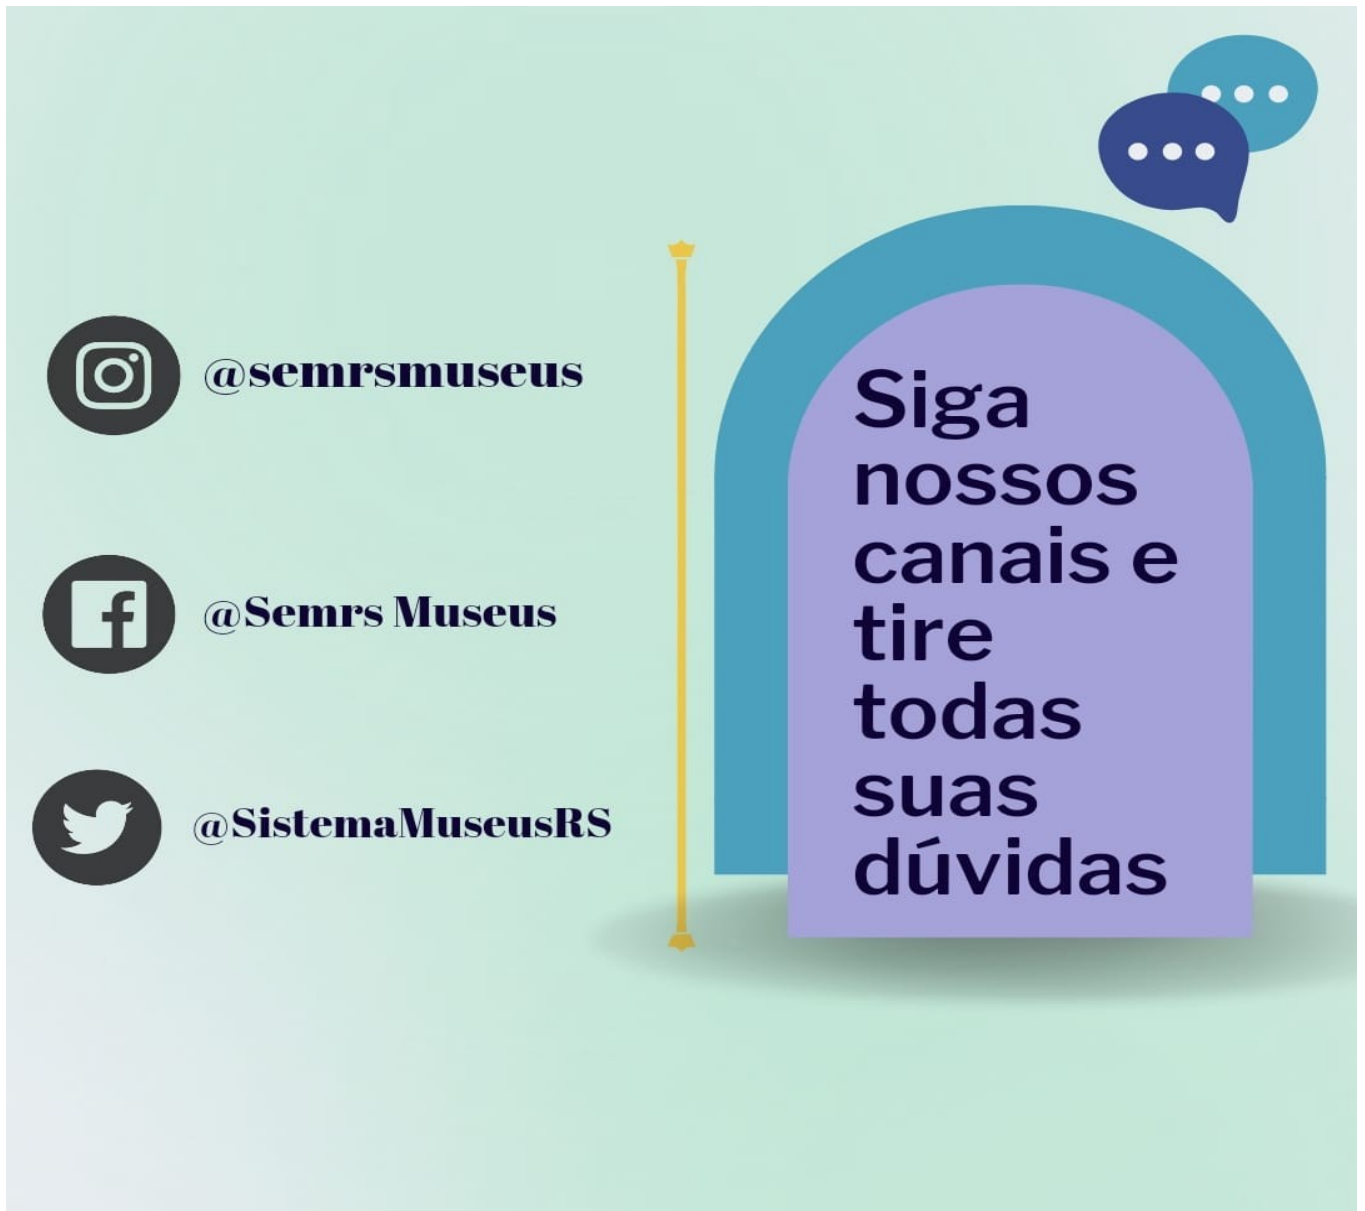 @semrsmuseus
@Semrs Museus
@SistemaMuseusRS
Siga
nossos
canais e
tire
todas
suas
dúvidas